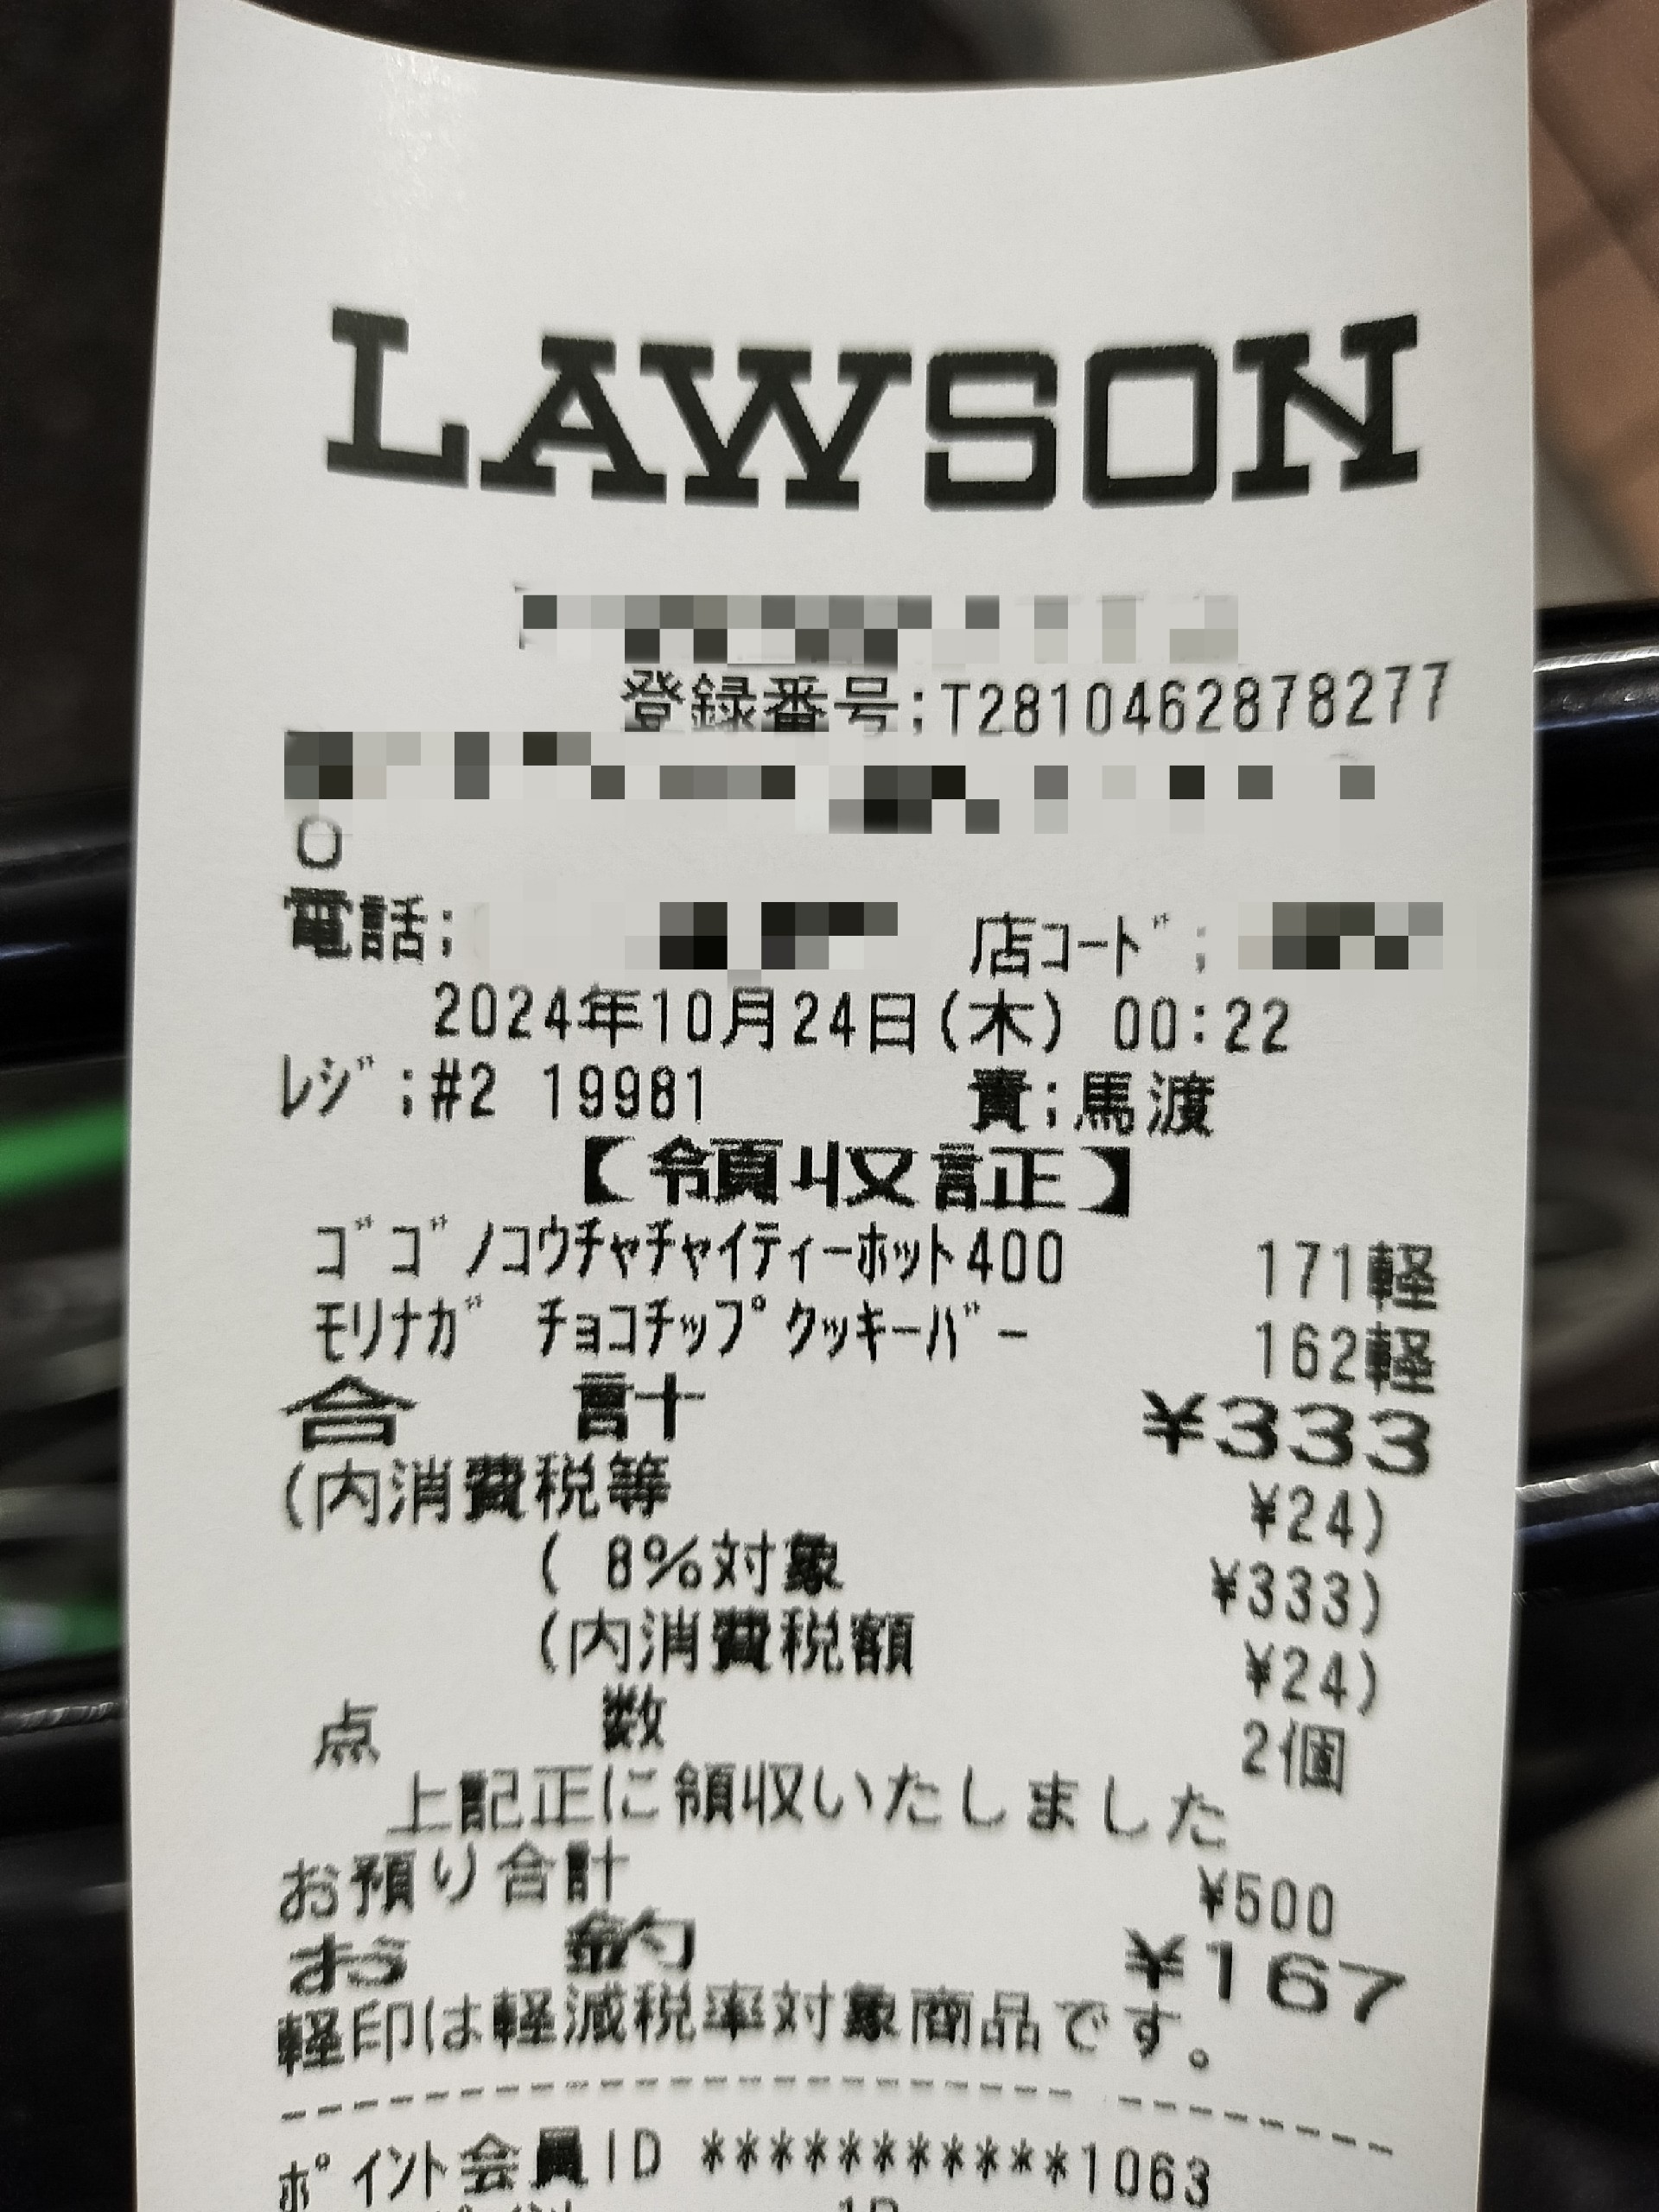 LAWSON
登録番号;T2810462878277
電話;
店ｺｰﾄﾞ;
2024年10月24日(木) 00:22
ﾚｼﾞ;#2 19981 責;馬渡
【領収証】
ｺﾞｺﾞﾉｺｳﾁｬﾁｬｲﾃｨｰﾎｯﾄ400 171軽
ﾓﾘﾅｶﾞ ﾁｮｺﾁｯﾌﾟｸｯｷｰﾊﾞｰ 162軽
合 計 ¥333
(内消費税等 ¥24)
( 8%対象 ¥333)
(内消費税額 ¥24)
点 数 2個
上記正に領収いたしました
お預り合計 ¥500
お 釣 ¥167
軽印は軽減税率対象商品です。
ﾎﾟｲﾝﾄ会員ID ***********1063